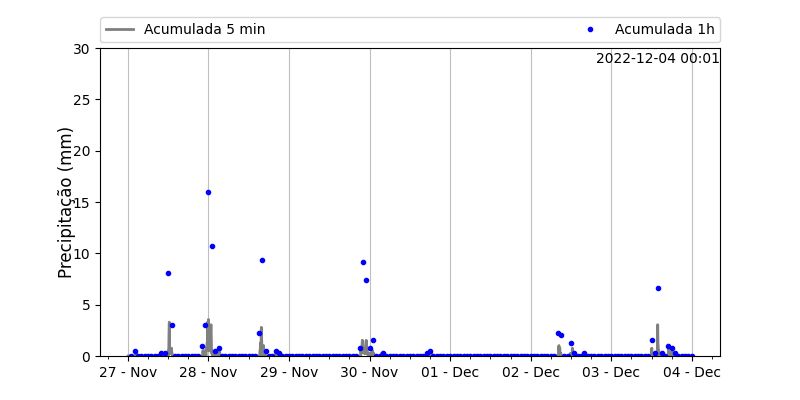 Acumulada 5 min
Acumulada 1h
2022-12-04 00:01
Precipitação (mm)
30
25
20
15
10
5
0
27 - Nov
28 - Nov
29 - Nov
30 - Nov
01 - Dec
02 - Dec
03 - Dec
04 - Dec